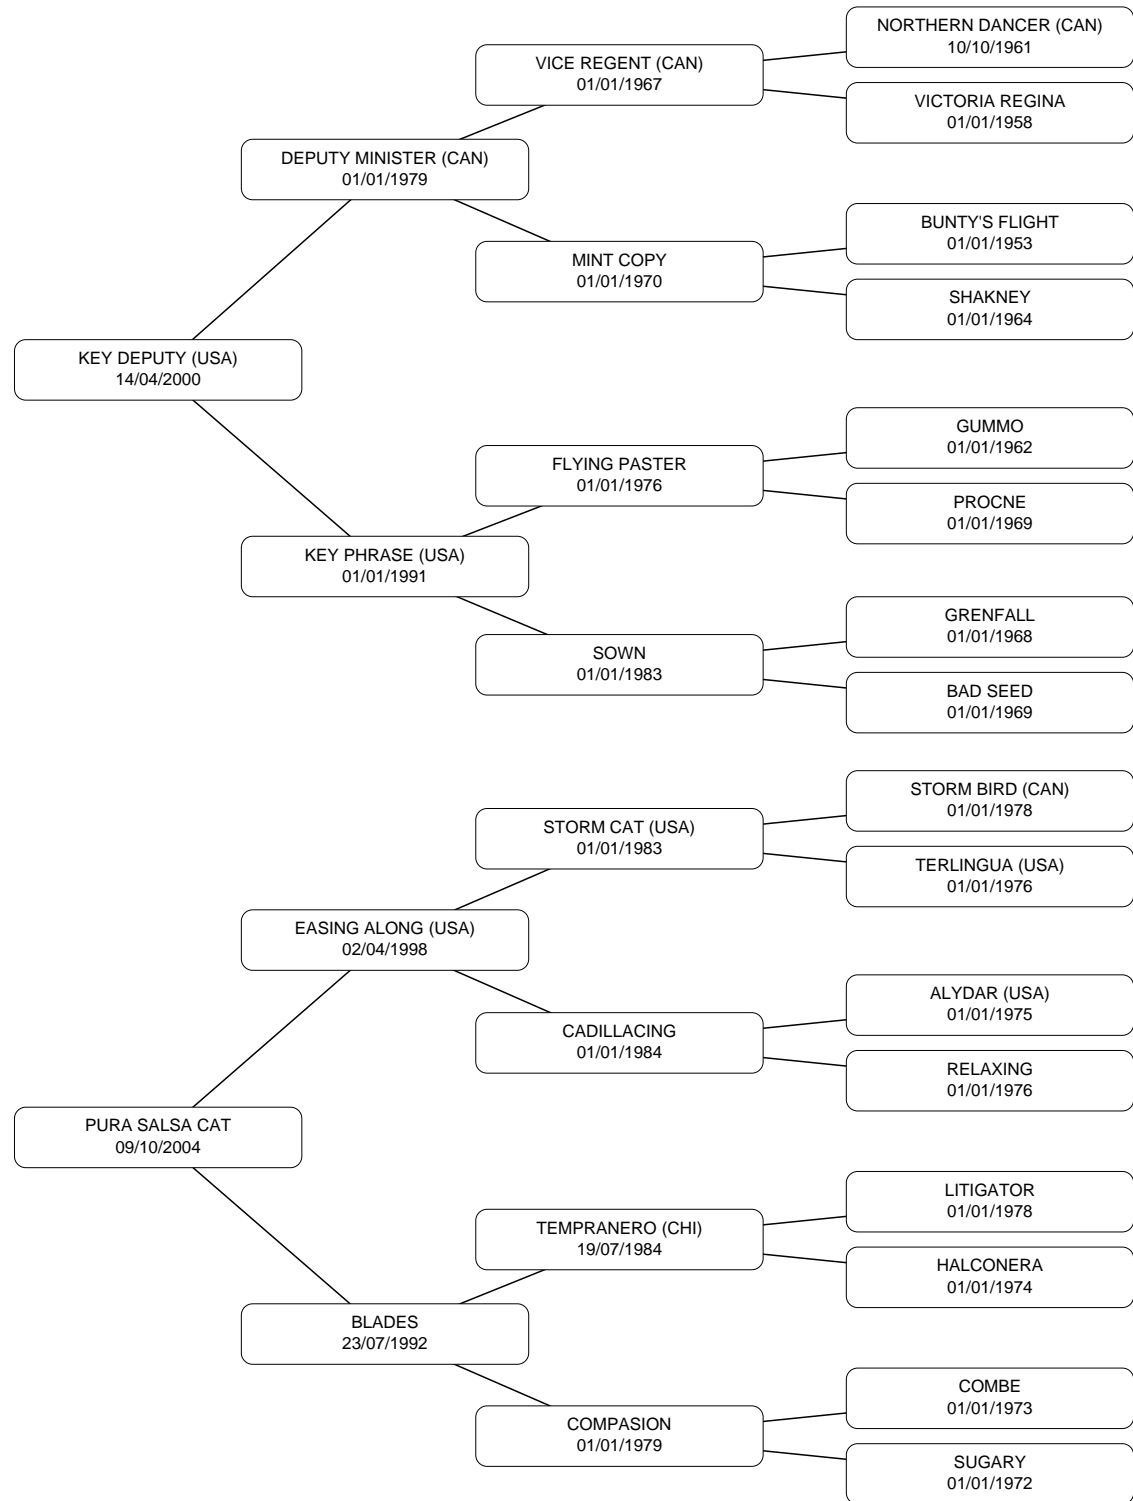 NORTHERN DANCER (CAN)
10/10/1961
VICE REGENT (CAN)
01/01/1967
VICTORIA REGINA
01/01/1958
DEPUTY MINISTER (CAN)
01/01/1979
BUNTY'S FLIGHT
01/01/1953
MINT COPY
01/01/1970
SHAKNEY
01/01/1964
KEY DEPUTY (USA)
14/04/2000
GUMMO
01/01/1962
FLYING PASTER
01/01/1976
PROCNE
01/01/1969
KEY PHRASE (USA)
01/01/1991
GRENFALL
01/01/1968
SOWN
01/01/1983
BAD SEED
01/01/1969
STORM BIRD (CAN)
01/01/1978
STORM CAT (USA)
01/01/1983
TERLINGUA (USA)
01/01/1976
EASING ALONG (USA)
02/04/1998
ALYDAR (USA)
01/01/1975
CADILLACING
01/01/1984
RELAXING
01/01/1976
PURA SALSA CAT
09/10/2004
LITIGATOR
01/01/1978
TEMPRANERO (CHI)
19/07/1984
HALCONERA
01/01/1974
BLADES
23/07/1992
COMBE
01/01/1973
COMPASION
01/01/1979
SUGARY
01/01/1972